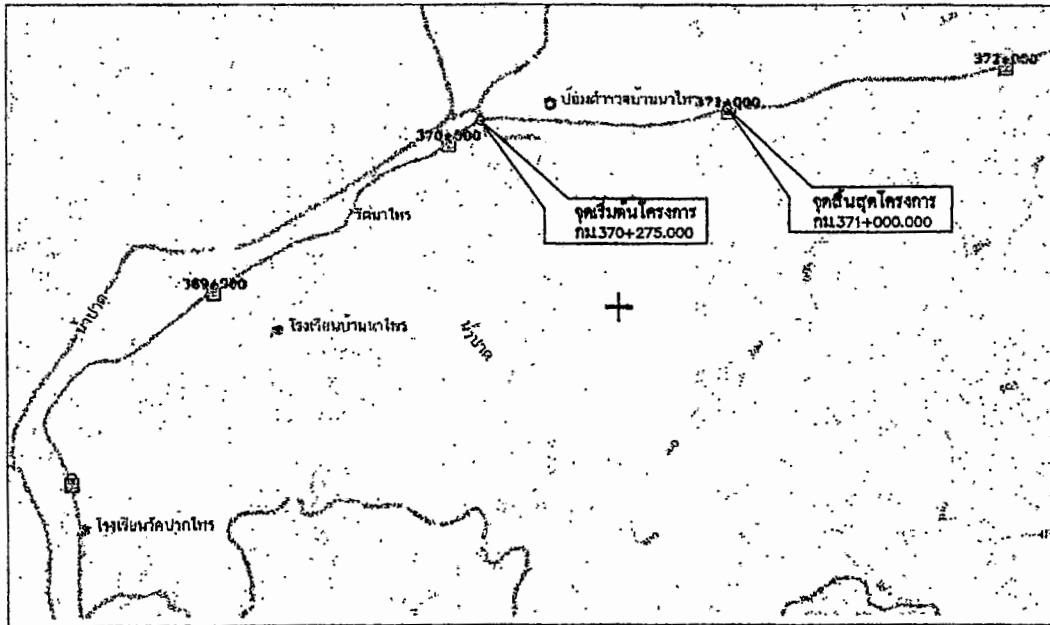 372+000
ป้อมตำรวจบ้านนาไพร
371+000
370+000
จุดเริ่มต้นโครงการ
กม.370+275.000
จุดสิ้นสุดโครงการ
กม.371+000.000
วัดนาไพร
369+000
น้ำปาด
โรงเรียนบ้านนาไพร
น้ำปาด
โรงเรียนวัดปากไพร